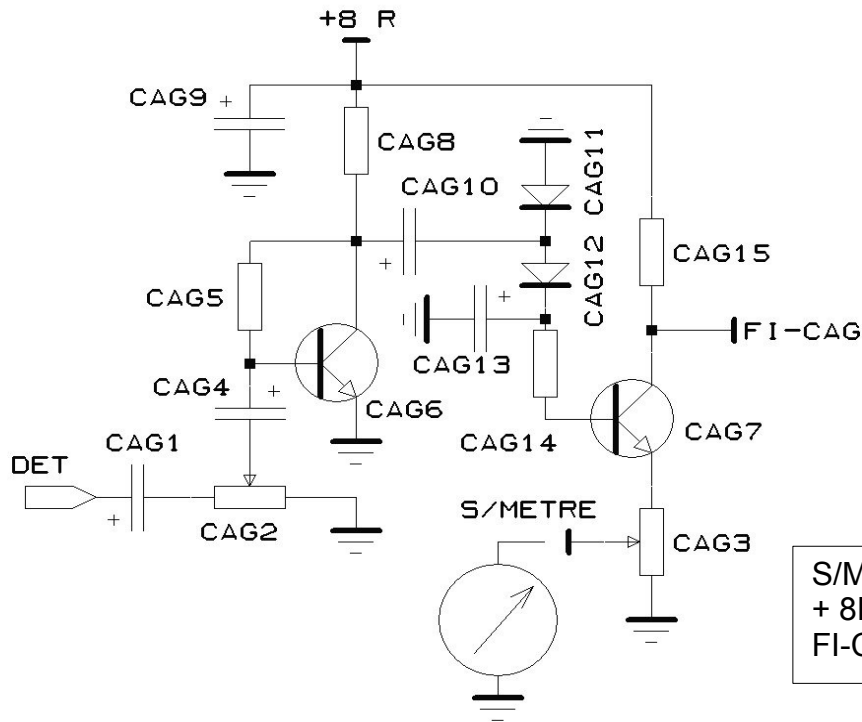 +8 R
CAG9
+
CAG8
CAG11
CAG10
+
CAG12
CAG15
CAG5
+
FI-CAG
CAG13
CAG4
+
CAG6
CAG14
CAG7
CAG1
DET
+
CAG2
S/METRE
CAG3
S/M
+ 8
FI-